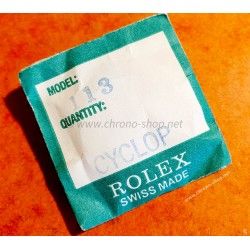 MODEL:
113
QUANTITY:
www.chrono-shop.net
CYCLOP
ROLEX
SWISS MADE